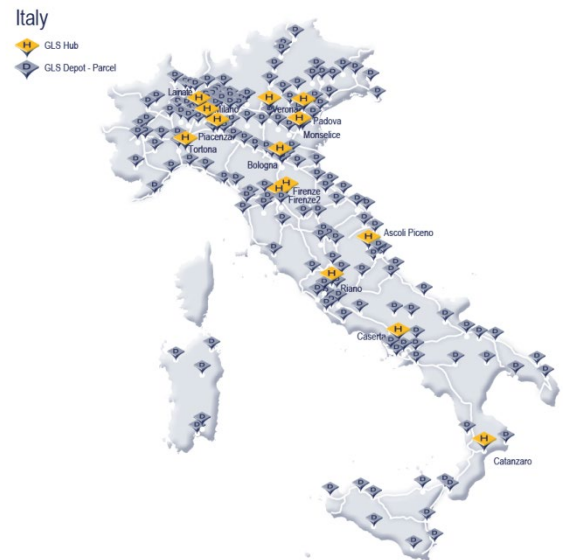 Italy
H GLS Hub
D GLS Depot - Parcel
Lainate
Milano
Verona
Padova
Monselice
Piacenza
Tortona
Bologna
Firenze
Firenze2
Ascoli Piceno
Riano
Caserta
Catanzaro